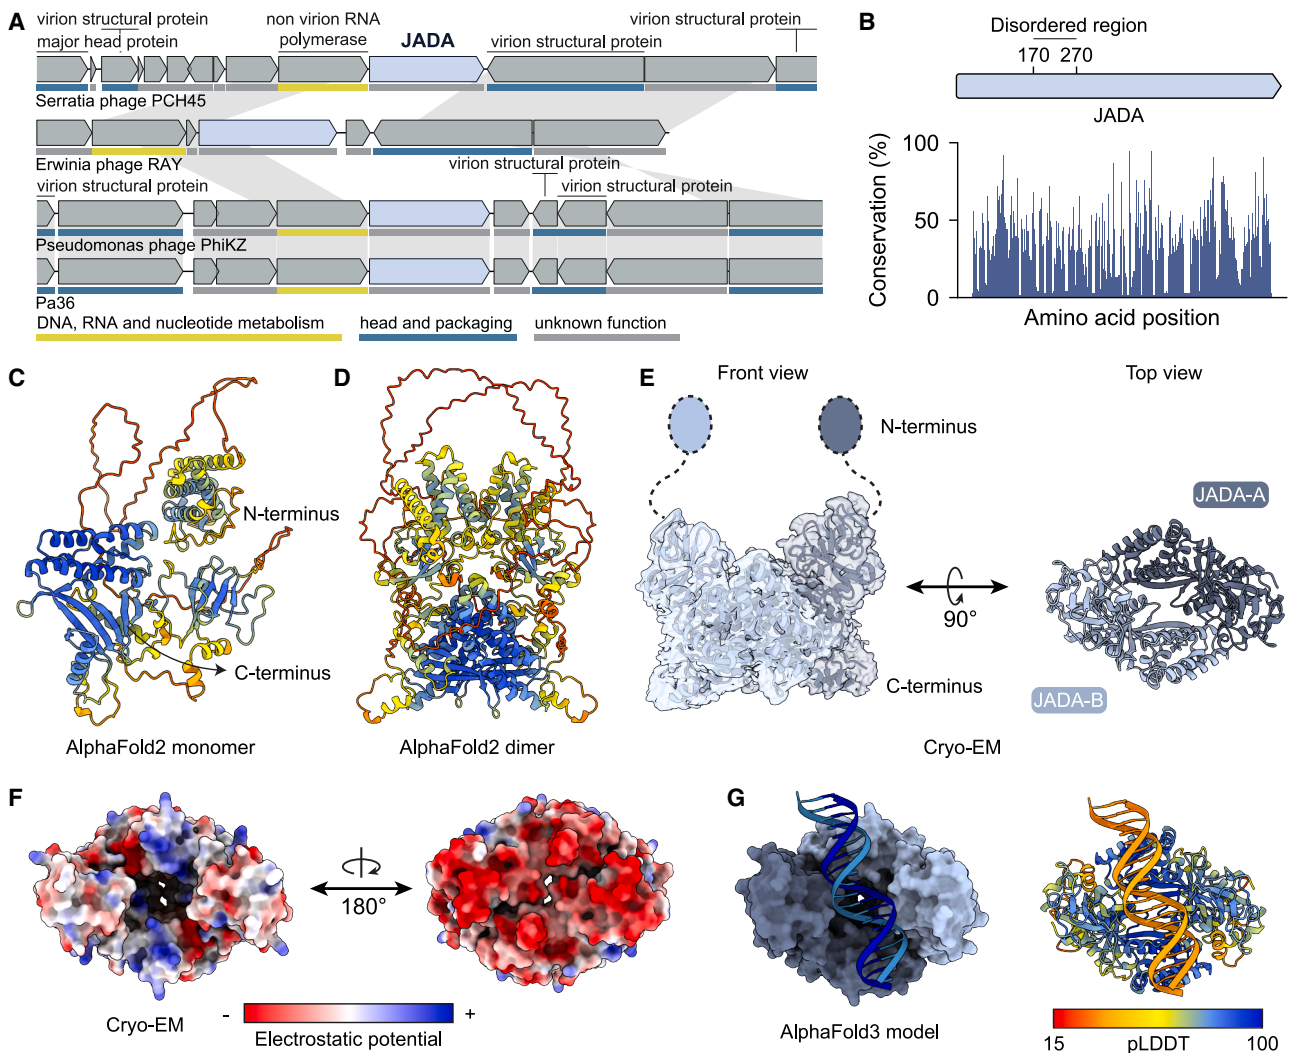 A
virion structural protein
major head protein
non virion RNA
polymerase
JADA
virion structural protein
virion structural protein
Serratia phage PCH45
Erwinia phage RAY
virion structural protein
virion structural protein
virion structural protein
Pseudomonas phage PhiKZ
Pa36
DNA, RNA and nucleotide metabolism
head and packaging
unknown function
B
Disordered region
170 270
JADA
Conservation (%)
100
50
0
Amino acid position
C
N-terminus
C-terminus
AlphaFold2 monomer
D
AlphaFold2 dimer
E
Front view
Top view
N-terminus
C-terminus
90°
JADA-A
JADA-B
Cryo-EM
F
180°
Cryo-EM
- +
Electrostatic potential
G
AlphaFold3 model
15 pLDDT 100